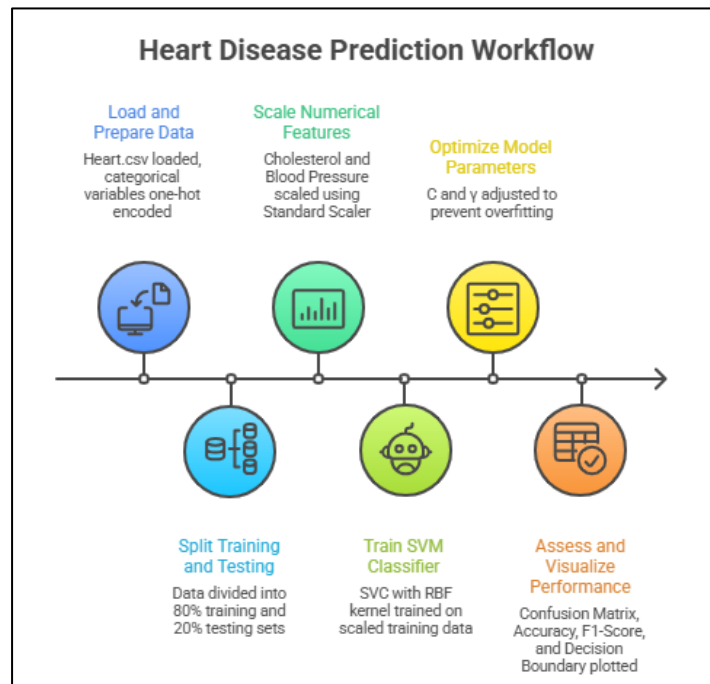 Heart Disease Prediction Workflow
Load and
Prepare Data
Heart.csv loaded,
categorical
variables one-hot
encoded
Scale Numerical
Features
Cholesterol and
Blood Pressure
scaled using
Standard Scaler
Optimize Model
Parameters
C and γ adjusted to
prevent overfitting
Split Training
and Testing
Data divided into
80% training and
20% testing sets
Train SVM
Classifier
SVC with RBF
kernel trained on
scaled training data
Assess and
Visualize
Performance
Confusion Matrix,
Accuracy, F1-Score,
and Decision
Boundary plotted